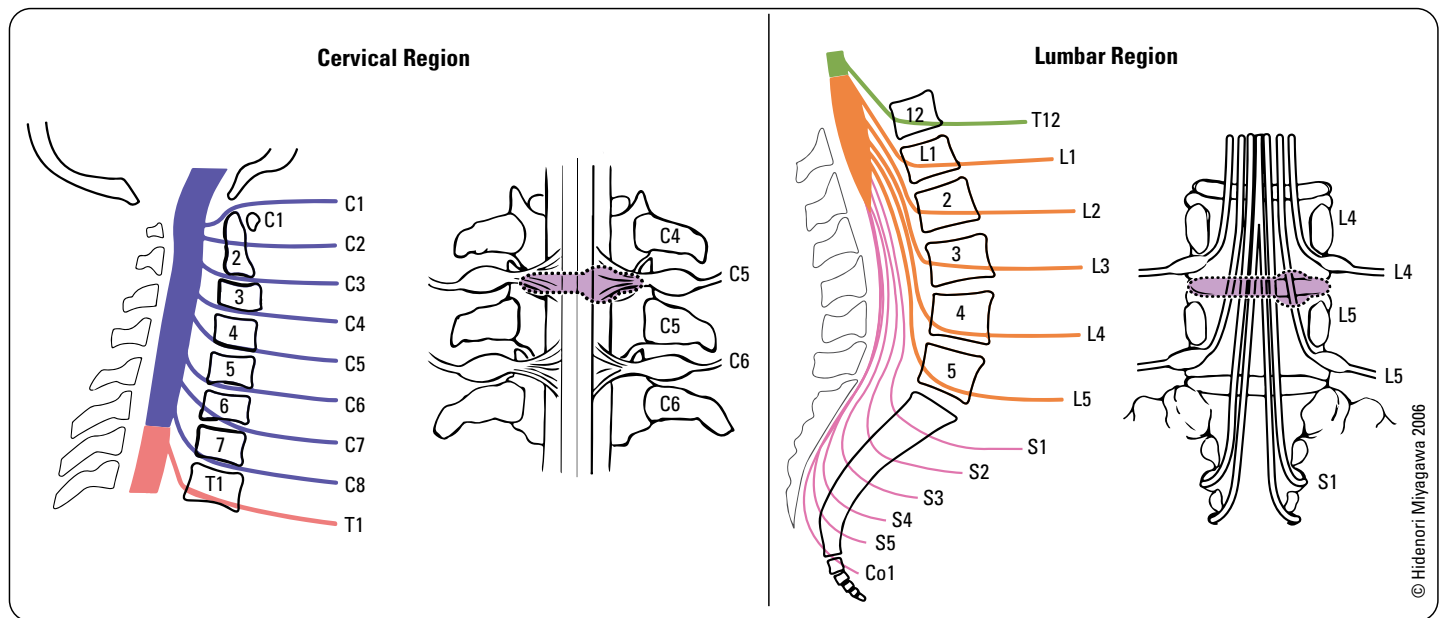 Cervical Region
C1
C2
C3
C4
C5
C6
C7
C8
T1
C1
2
3
4
5
6
7
T1
C4
C5
C5
C6
C6
Lumbar Region
T12
L1
L2
L3
L4
L5
S1
S2
S3
S4
S5
Co1
12
L1
2
3
4
5
L4
L4
L5
L5
S1
© Hidenori Miyagawa 2006